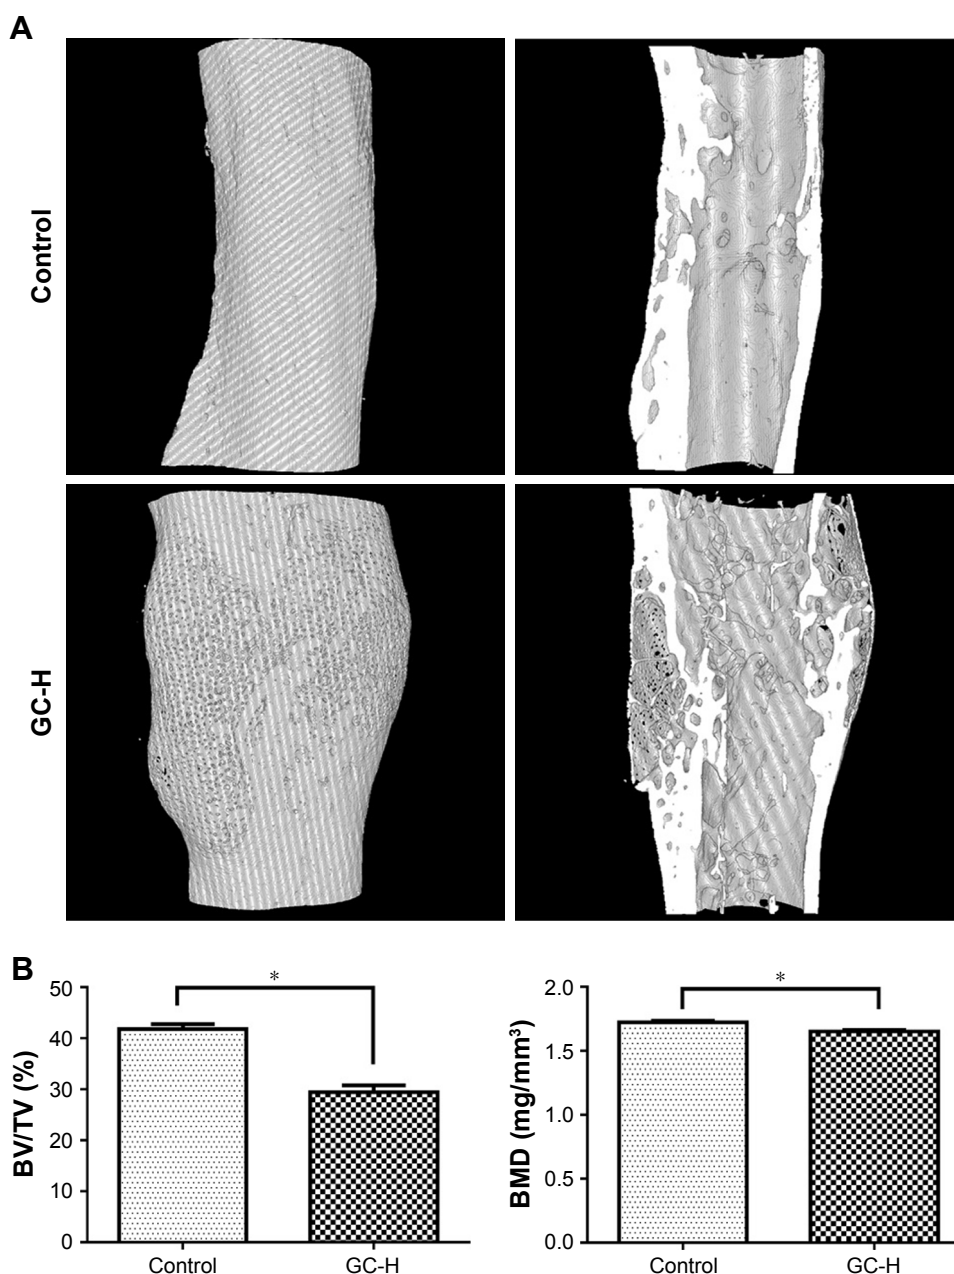 A
Control
GC-H
B
*
BV/TV (%)
50
40
30
20
10
0
Control
GC-H
*
BMD (mg/mm³)
2.0
1.5
1.0
0.5
0.0
Control
GC-H